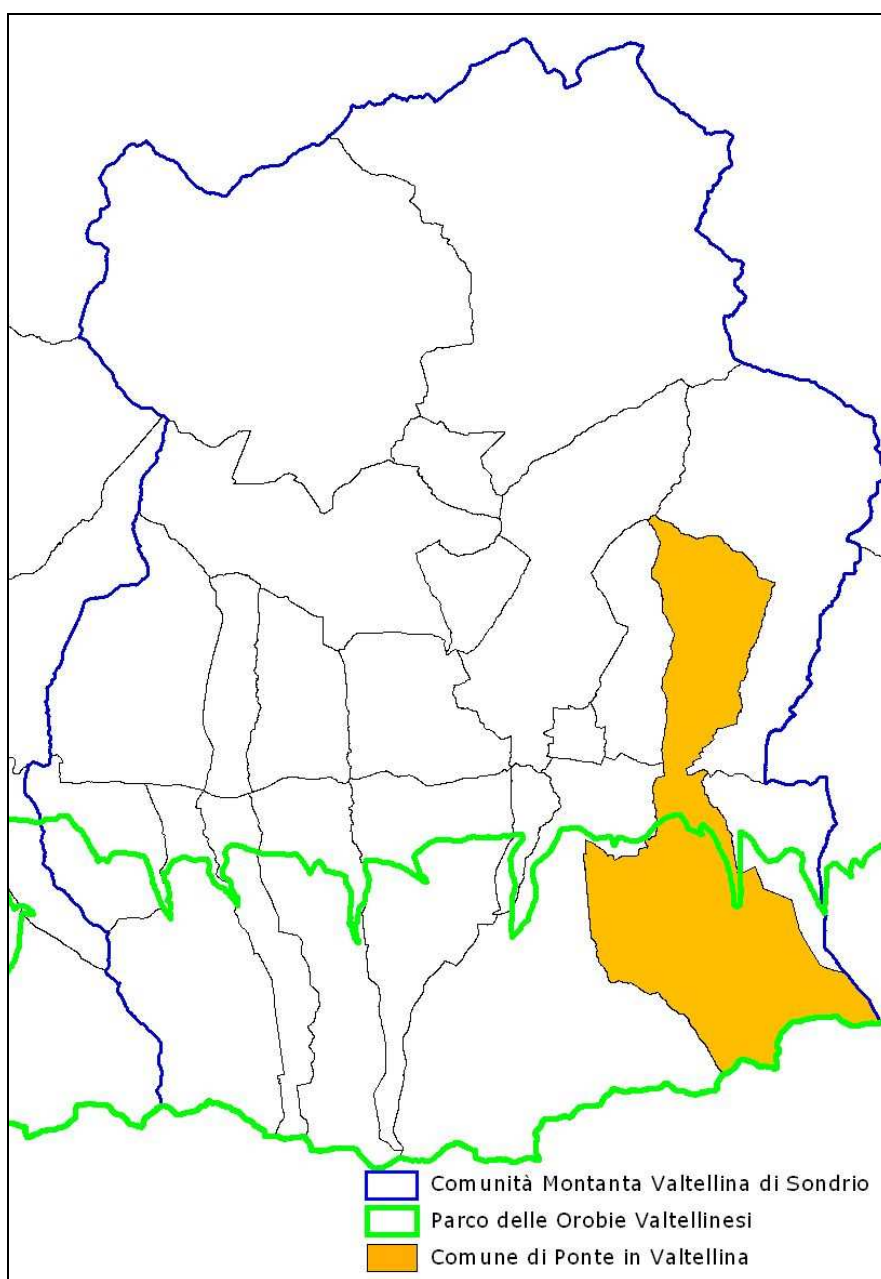 Comunità Montanta Valtellina di Sondrio
Parco delle Orobie Valtellinesi
Comune di Ponte in Valtellina